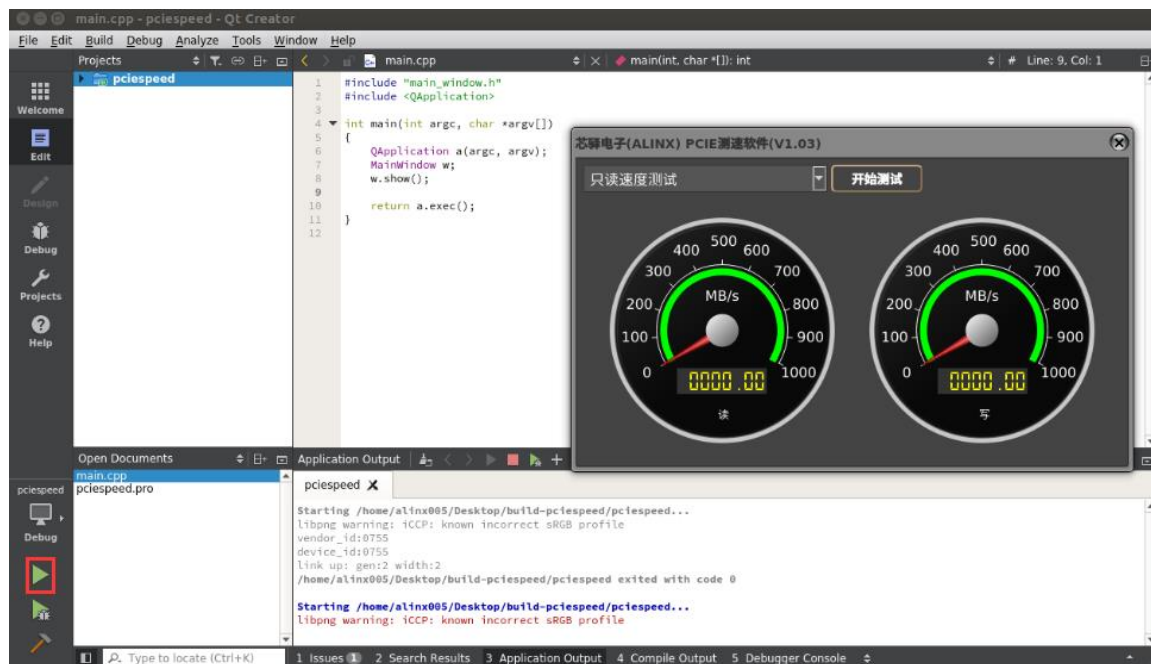 main.cpp - pciespeed - Qt Creator
File Edit Build Debug Analyze Tools Window Help
Projects
main.cpp
main(int, char *[]): int
# Line: 9, Col: 1
Welcome
Edit
Design
Debug
Projects
Help
pciespeed
1 #include "main_window.h"
2 #include <QApplication>
3
4 int main(int argc, char *argv[])
5 {
6 QApplication a(argc, argv);
7 MainWindow w;
8 w.show();
9
10 return a.exec();
11 }
12
芯驿电子(ALINX) PCIE测速软件(V1.03)
只读速度测试
开始测试
0 100 200 300 400 500 600 700 800 900 1000
MB/s
0000.00
读
0 100 200 300 400 500 600 700 800 900 1000
MB/s
0000.00
写
Open Documents
main.cpp
pciespeed.pro
pciespeed
Debug
Application Output
pciespeed
Starting /home/alinx005/Desktop/build-pciespeed/pciespeed...
libpng warning: iCCP: known incorrect sRGB profile
vendor_id:0755
device_id:0755
link up: gen:2 width:2
/home/alinx005/Desktop/build-pciespeed/pciespeed exited with code 0
Starting /home/alinx005/Desktop/build-pciespeed/pciespeed...
libpng warning: iCCP: known incorrect sRGB profile
Type to locate (Ctrl+K)
1 Issues 1 2 Search Results 3 Application Output 4 Compile Output 5 Debugger Console